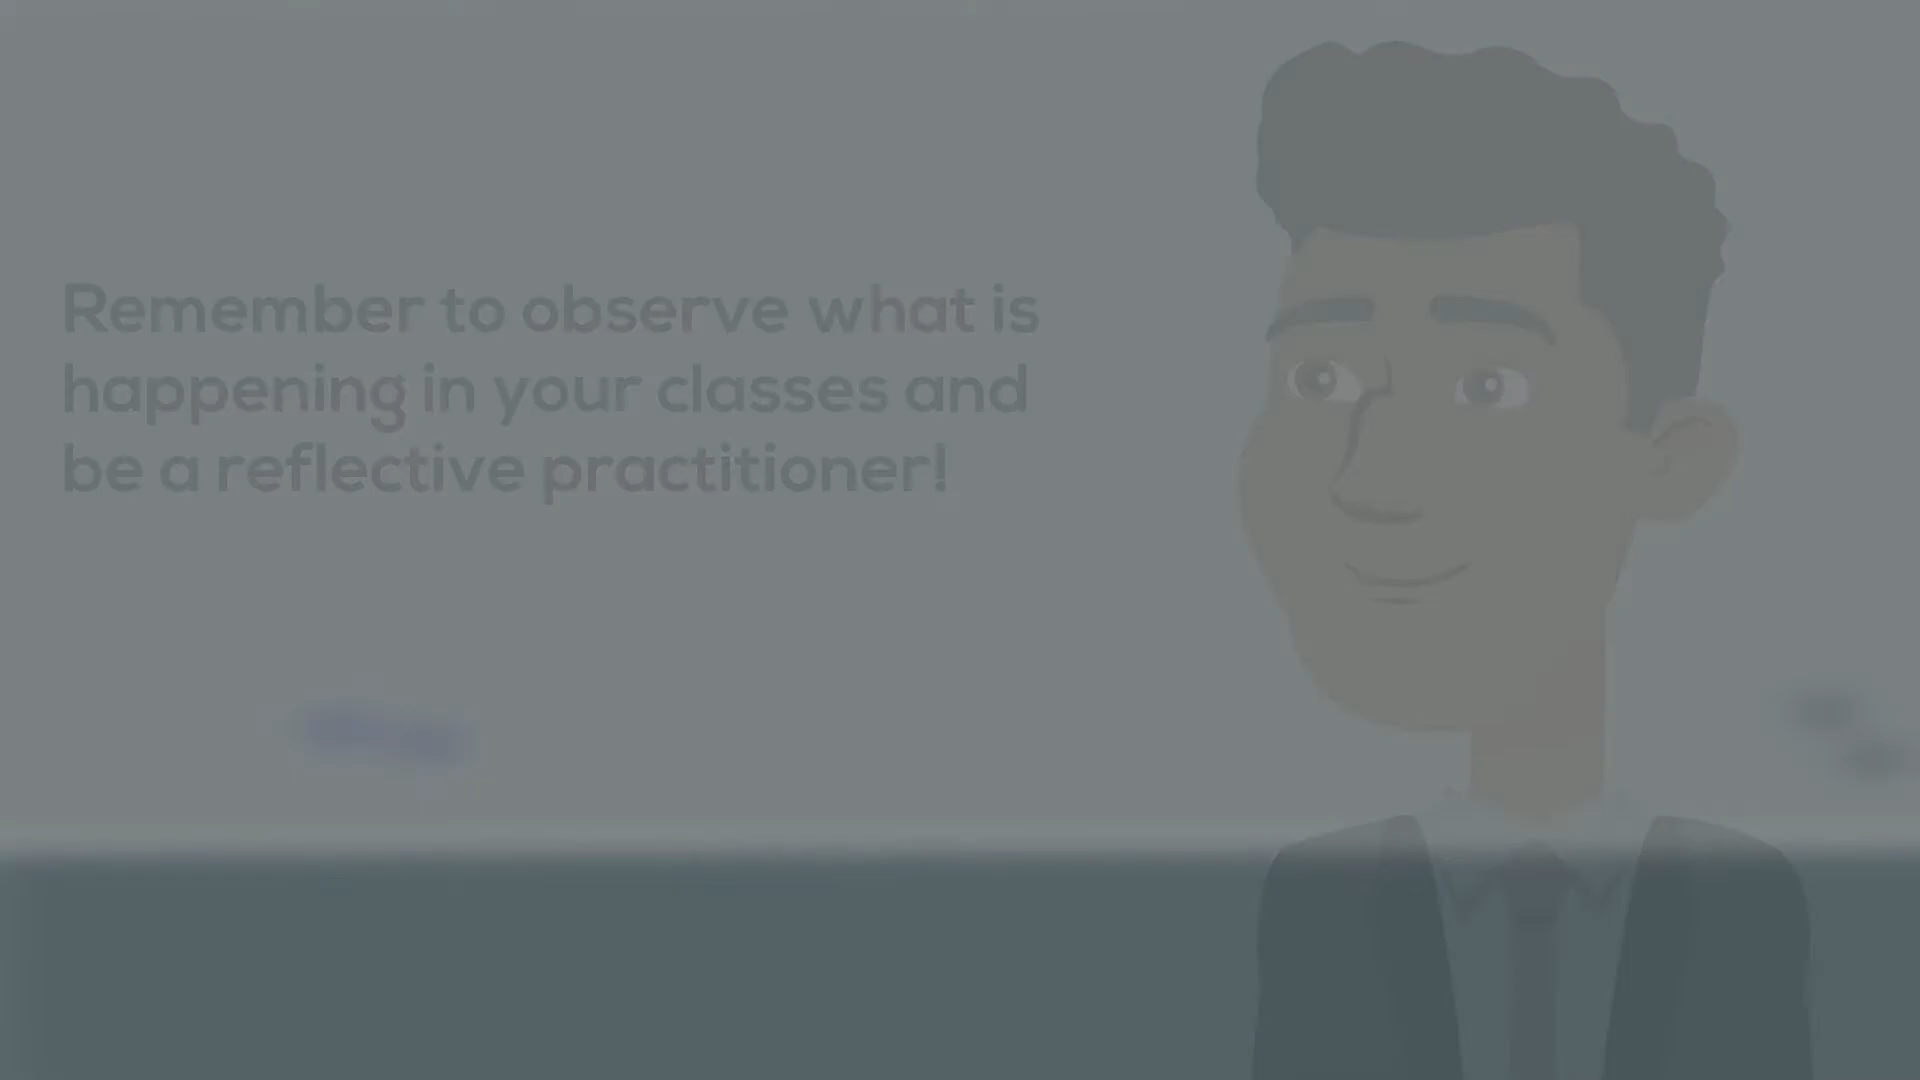 Remember to observe what is
happening in your classes and
be a reflective practitioner!